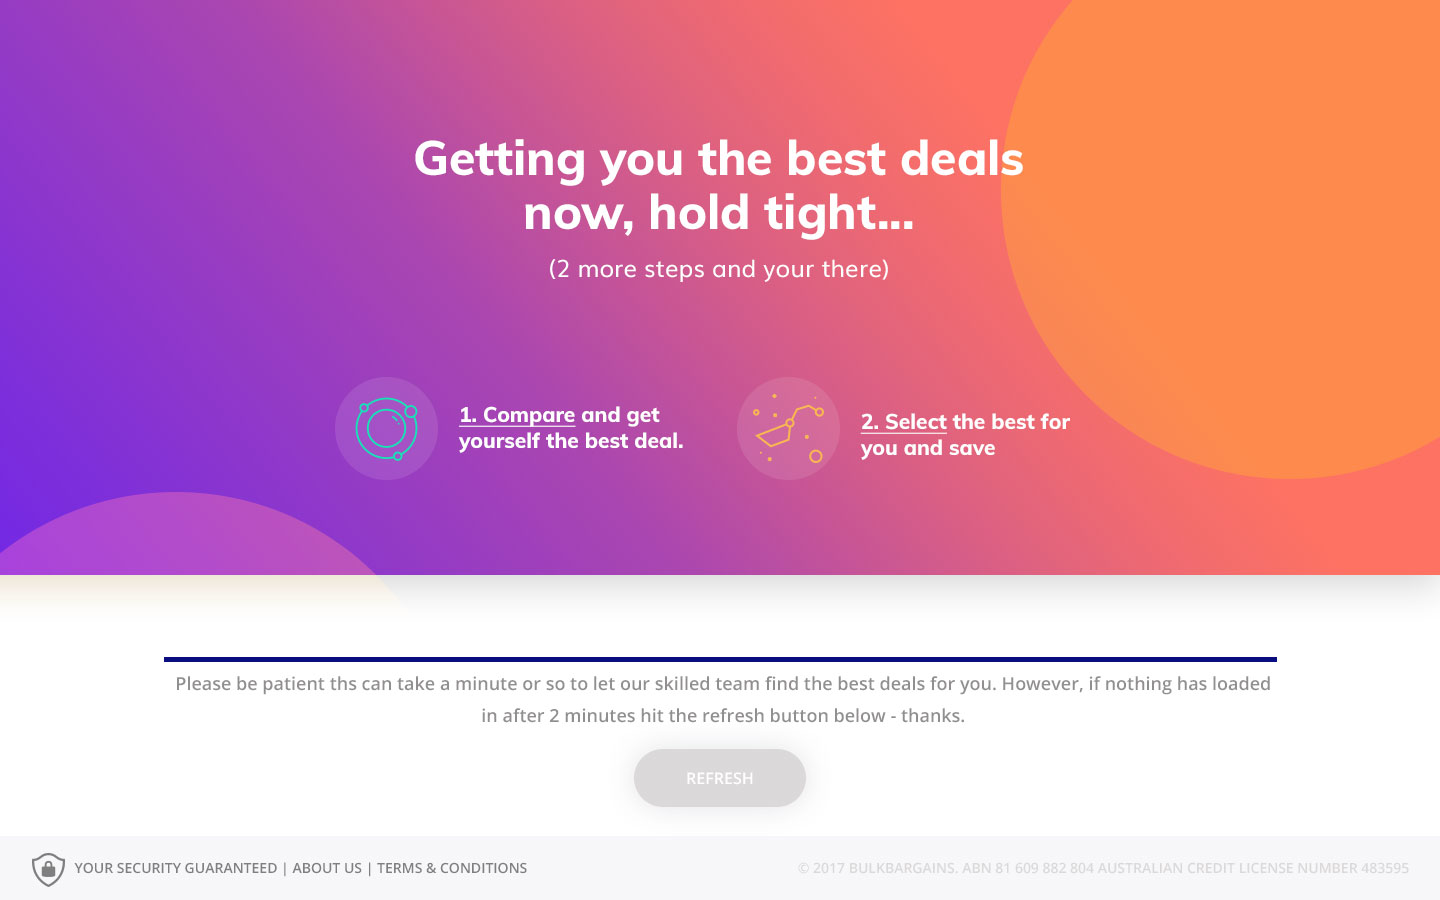 Getting you the best deals
now, hold tight...
(2 more steps and your there)
1. Compare and get
yourself the best deal.
2. Select the best for
you and save
Please be patient ths can take a minute or so to let our skilled team find the best deals for you. However, if nothing has loaded
in after 2 minutes hit the refresh button below - thanks.
REFRESH
YOUR SECURITY GUARANTEED | ABOUT US | TERMS & CONDITIONS
© 2017 BULKBARGAINS. ABN 81 609 882 804 AUSTRALIAN CREDIT LICENSE NUMBER 483595